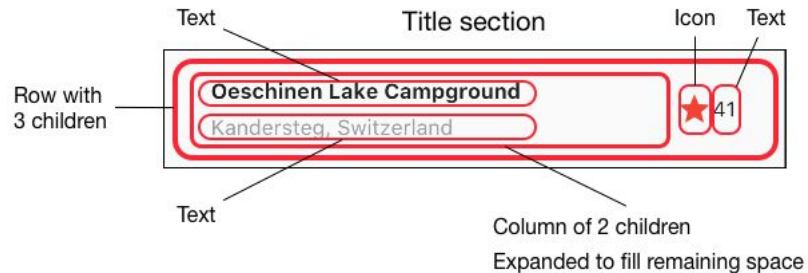 Text
Title section
Icon
Text
Row with
3 children
Oeschinen Lake Campground
Kandersteg, Switzerland
41
Text
Column of 2 children
Expanded to fill remaining space